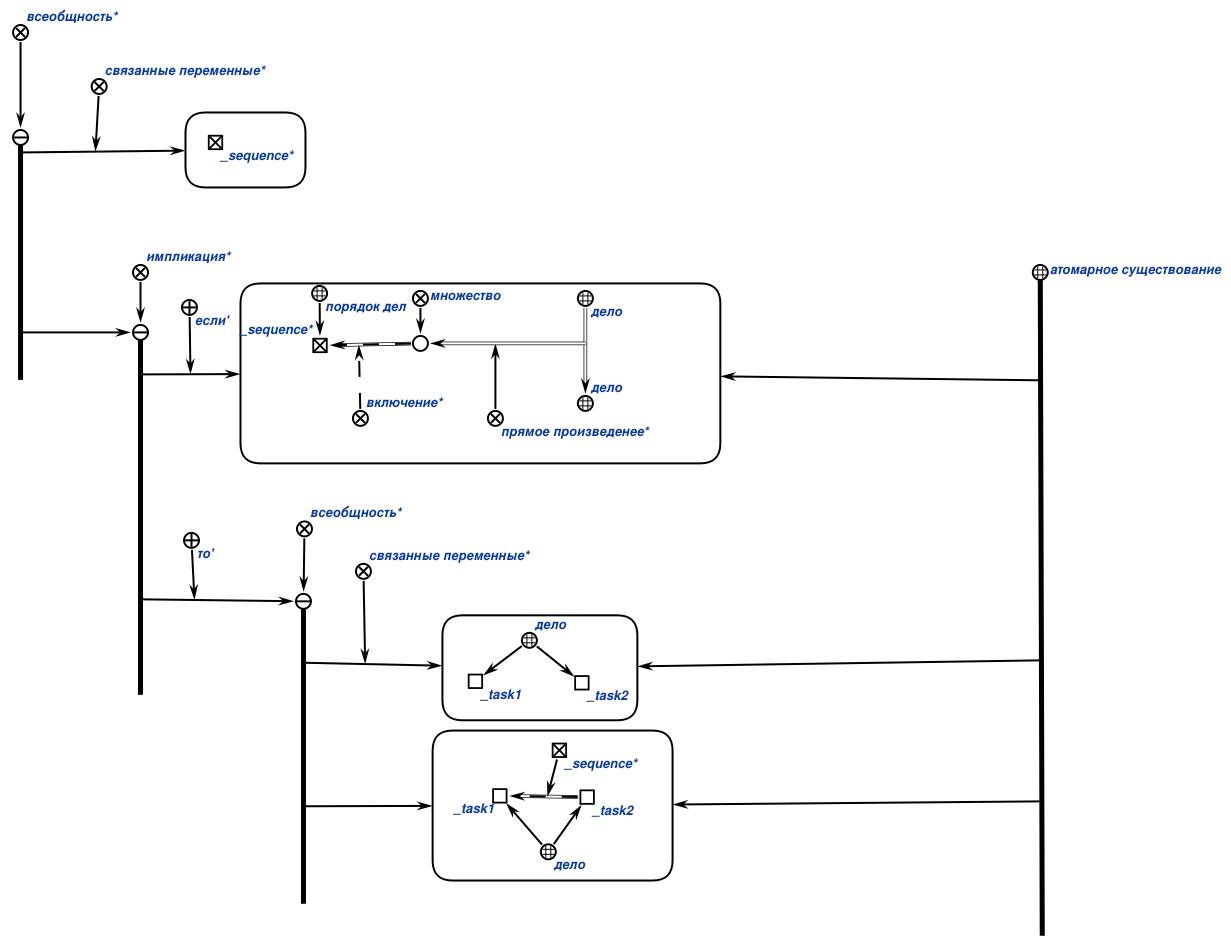 всеобщность*
связанные переменные*
_sequence*
импликация*
если'
порядок дел
множество
дело
атомарное существование
_sequence*
дело
включение*
прямое произведенее*
всеобщность*
то'
связанные переменные*
дело
_task1
_task2
_sequence*
_task1
_task2
дело